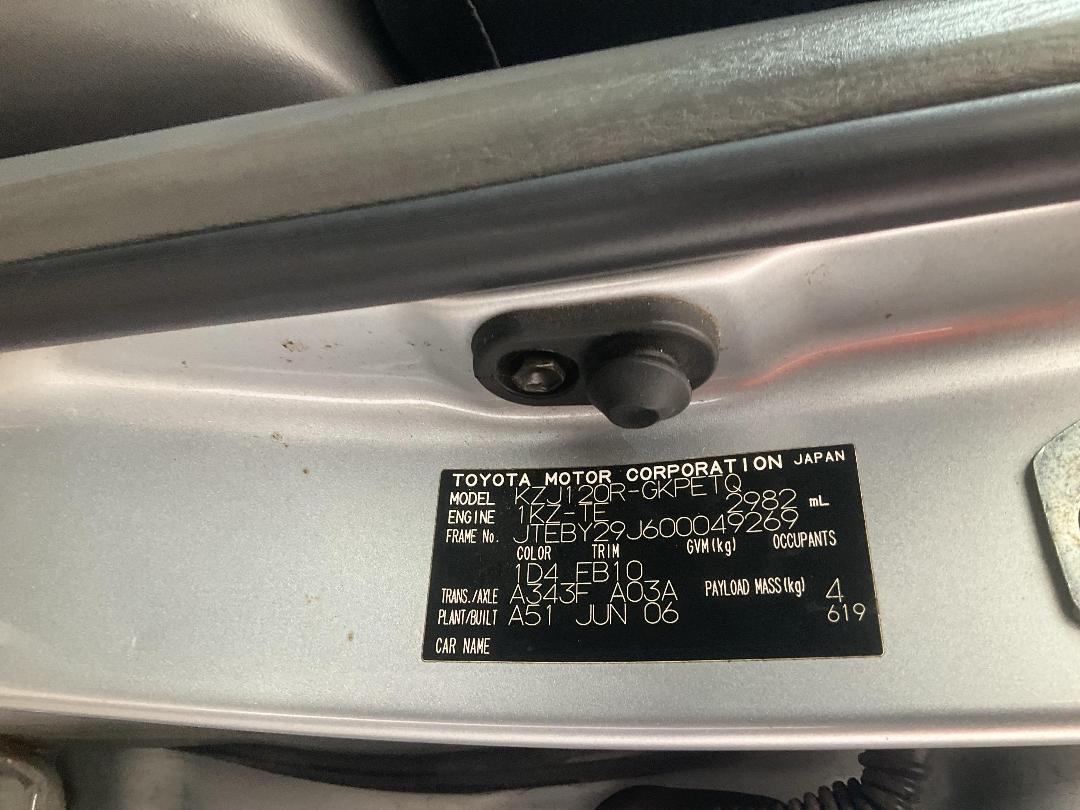 TOYOTA MOTOR CORPORATION JAPAN
MODEL KZJ120R-GKPETQ
ENGINE 1KZ-TE 2982 mL
FRAME No. JTEBY29J600049269
COLOR TRIM GVM(kg) OCCUPANTS
1D4 FB10
TRANS./AXLE A343F A03A PAYLOAD MASS(kg) 4
PLANT/BUILT A51 JUN 06 619
CAR NAME